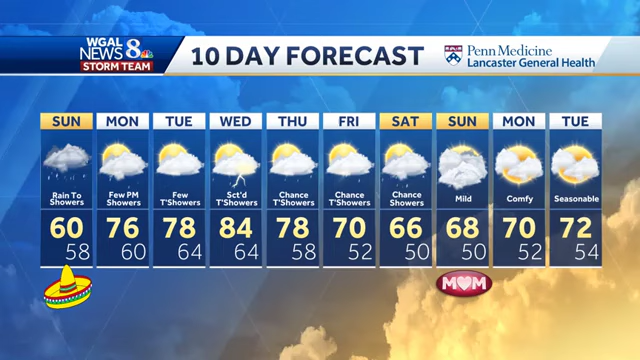 WGAL
NEWS 8
STORM TEAM
10 DAY FORECAST
Penn Medicine
Lancaster General Health
SUN MON TUE WED THU FRI SAT SUN MON TUE
Rain To Few PM Few Sct'd Chance Chance Chance Mild Comfy Seasonable
Showers Showers T'Showers T'Showers T'Showers T'Showers Showers
60 76 78 84 78 70 66 68 70 72
58 60 64 64 58 52 50 50 52 54
M M